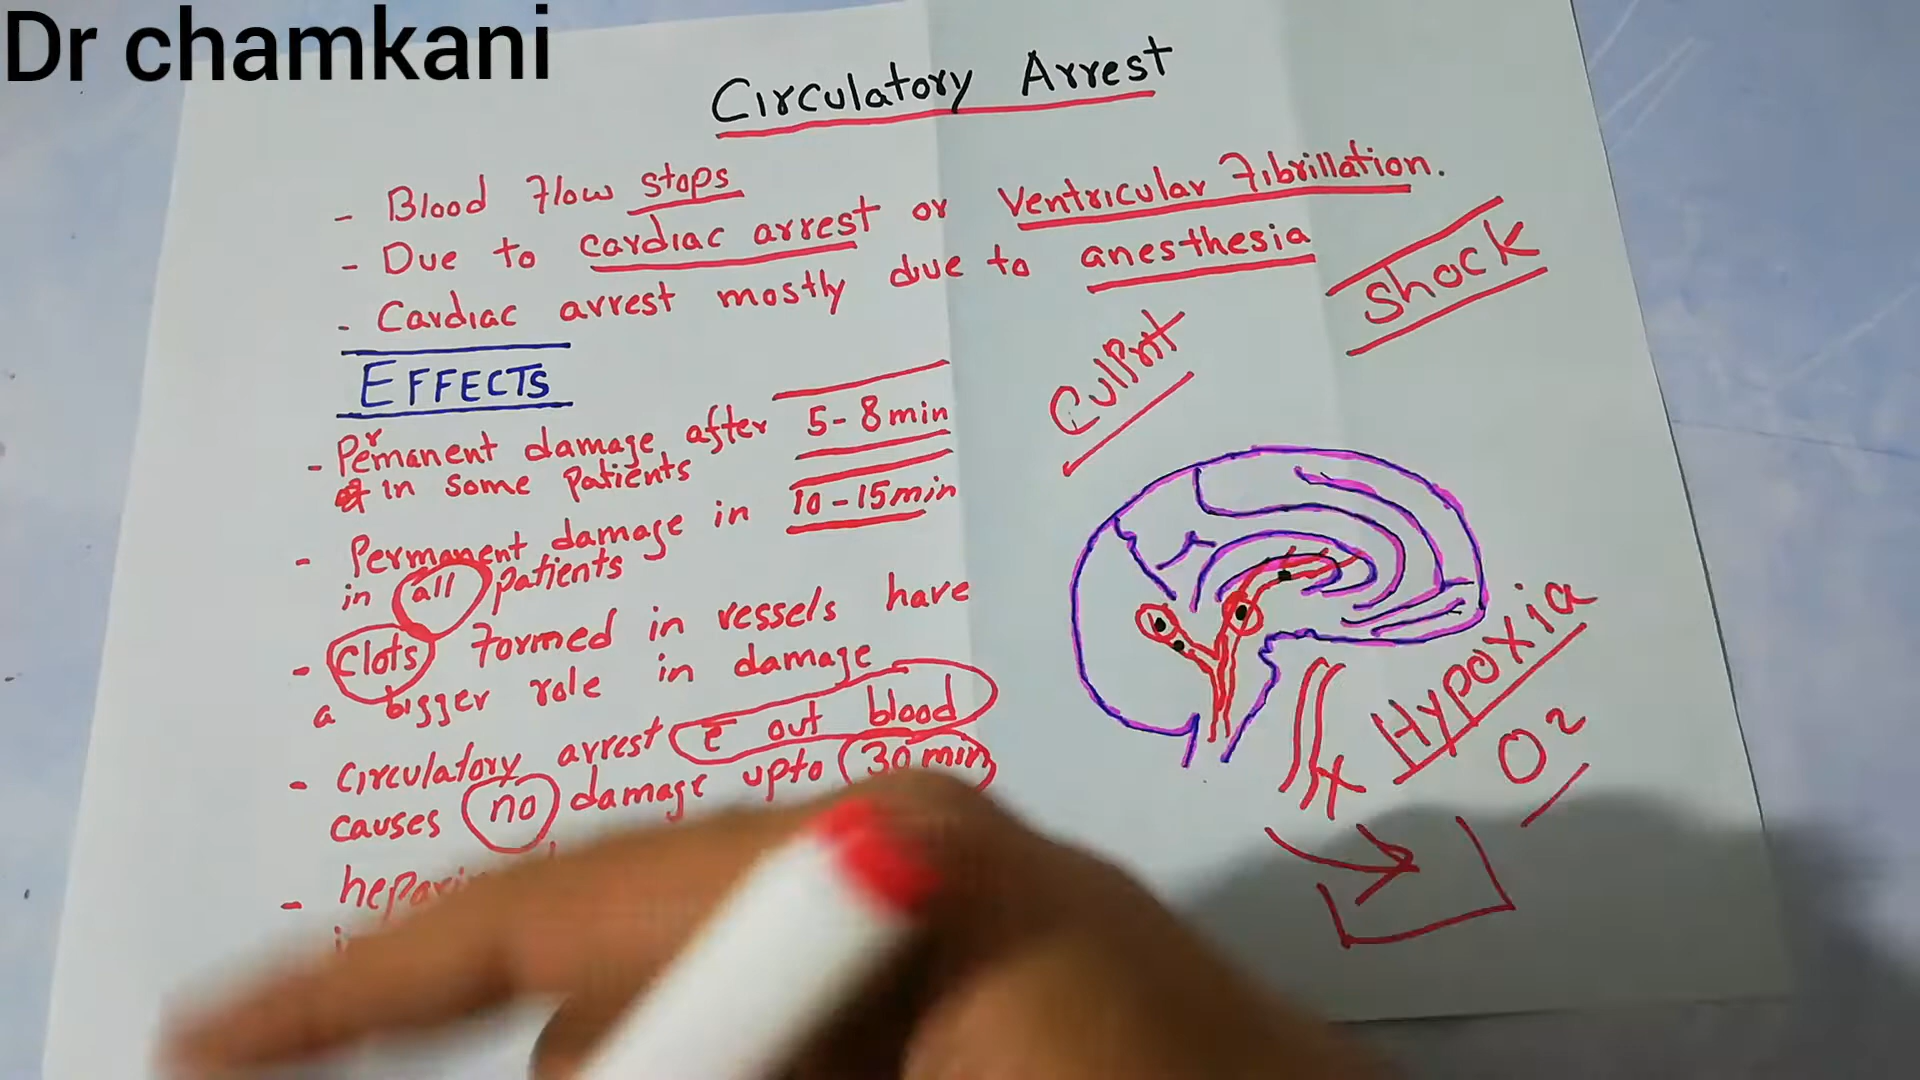 Dr chamkani
Circulatory Arrest
- Blood flow stops
- Due to cardiac arrest or Ventricular Fibrillation.
- Cardiac arrest mostly due to anesthesia
Shock
Culprit
EFFECTS
- Permanent damage after 5-8 min
in some patients
- Permanent damage in 10-15 min
in all patients
- Clots formed in vessels have
a bigger role in damage
- Circulatory arrest c̅ out blood
causes no damage upto 30 min
-
Hypoxia
O2
X